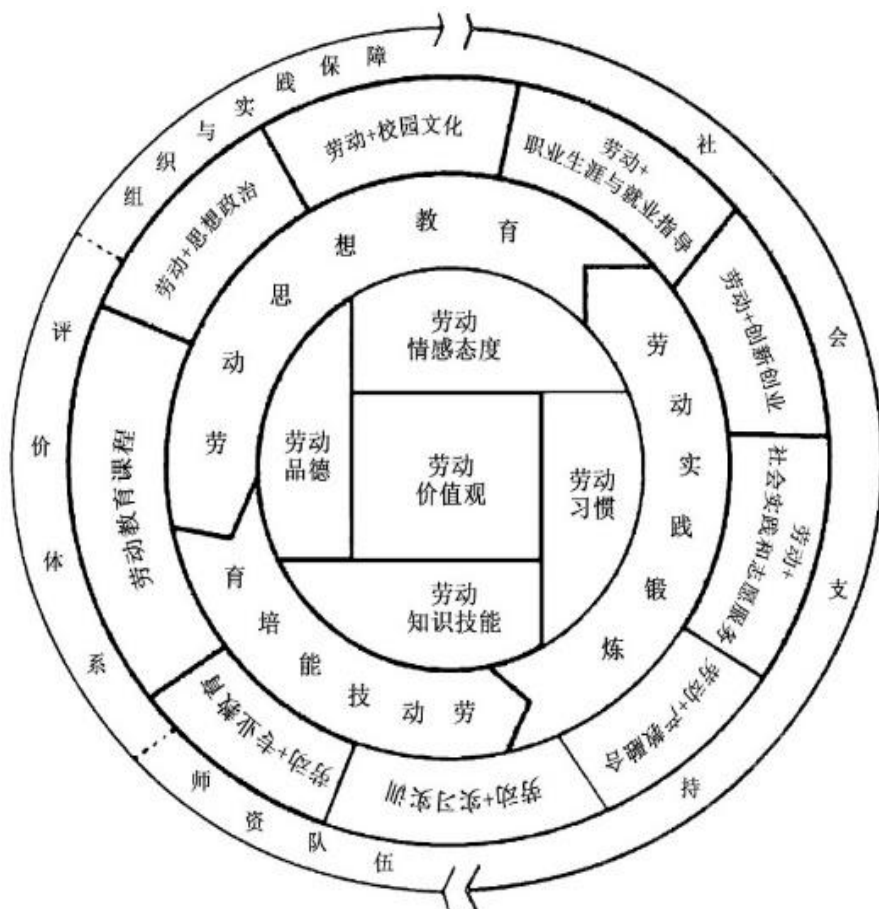 组织与实践保障
社会支持
师资队伍
评价体系
劳动+思想政治
劳动+校园文化
劳动+
职业生涯与就业指导
劳动+创新创业
劳动+
社会实践和志愿服务
劳动+产教融合
劳动+实习实训
劳动+专业教育
劳动教育课程
劳动思想教育
劳动实践锻炼
劳动技能培育
劳动
情感态度
劳动
品德
劳动
价值观
劳动
习惯
劳动
知识技能